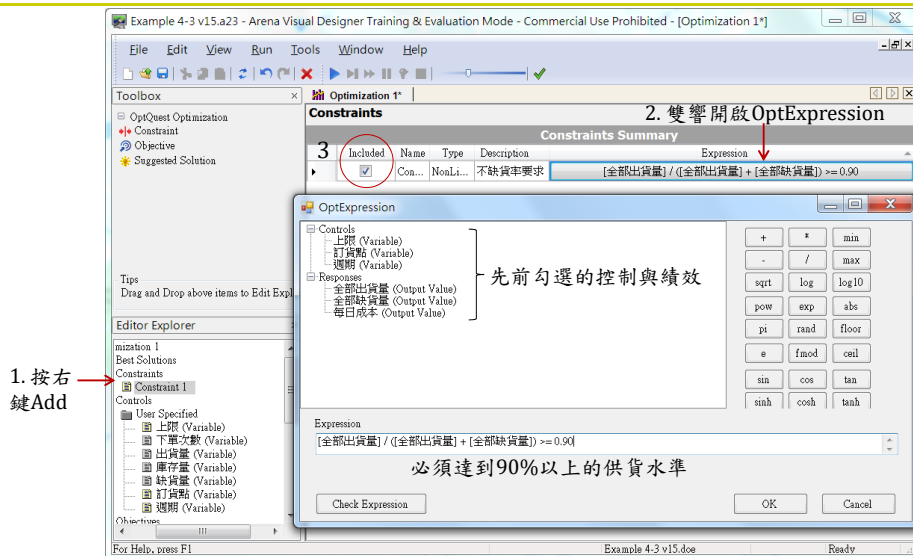 Example 4-3 v15.a23 - Arena Visual Designer Training & Evaluation Mode - Commercial Use Prohibited - [Optimization 1*]
File Edit View Run Tools Window Help
Toolbox
OptQuest Optimization
Constraint
Objective
Suggested Solution
Tips
Drag and Drop above items to Edit Expl
Optimization 1*
Constraints
2. 雙響開啟OptExpression
Constraints Summary
3
Included Name Type Description Expression
Con... NonLi... 不缺貨率要求 [全部出貨量] / ([全部出貨量] + [全部缺貨量]) >= 0.90
OptExpression
Controls
上限 (Variable)
訂貨點 (Variable)
週期 (Variable)
Responses
全部出貨量 (Output Value)
全部缺貨量 (Output Value)
每日成本 (Output Value)
先前勾選的控制與績效
+ * min
- / max
sqrt log log10
pow exp abs
pi rand floor
e fmod ceil
sin cos tan
sinh cosh tanh
Expression
[全部出貨量] / ([全部出貨量] + [全部缺貨量]) >= 0.90
必須達到90%以上的供貨水準
Check Expression OK Cancel
1. 按右
鍵Add
Editor Explorer
mization 1
Best Solutions
Constraints
Constraint 1
Controls
User Specified
上限 (Variable)
下單次數 (Variable)
出貨量 (Variable)
庫存量 (Variable)
缺貨量 (Variable)
訂貨點 (Variable)
週期 (Variable)
Objectives
For Help, press F1 Example 4-3 v15.doe Ready